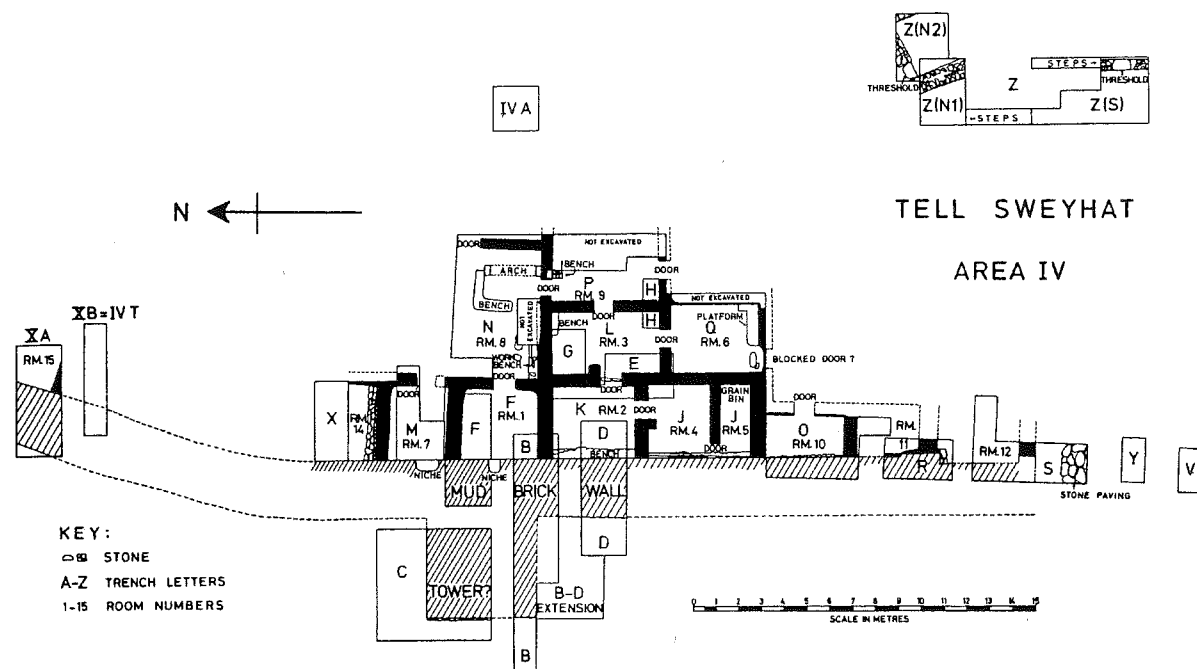 Z(N2)
STEPS→
THRESHOLD
THRESHOLD
Z
Z(N1)
Z(S)
←STEPS
IVA
N
TELL SWEYHAT
AREA IV
DOOR
NOT EXCAVATED
BENCH
ARCH
DOOR
DOOR
P
RM. 9
H
BENCH
NOT EXCAVATED
NOT EXCAVATED
DOOR
H
PLATFORM
N
RM. 8
BENCH
L
RM. 3
Q
RM. 6
G
DOOR
E
WORK
BENCH
DOOR
BLOCKED DOOR ?
XA
XB=IVT
RM. 15
DOOR
DOOR
GRAIN
BIN
DOOR
X
RM.
14
M
RM. 7
F
F
RM. 1
K
RM. 2
DOOR
J
RM. 4
J
RM. 5
O
RM. 10
RM.
11
D
B
BENCH
DOOR
RM. 12
R
S
Y
V
NICHE
NICHE
MUD
BRICK
WALL
STONE PAVING
D
KEY:
STONE
A-Z TRENCH LETTERS
1-15 ROOM NUMBERS
C
TOWER?
B-D
EXTENSION
B
0 1 2 3 4 5 6 7 8 9 10 11 12 13 14 15
SCALE IN METRES